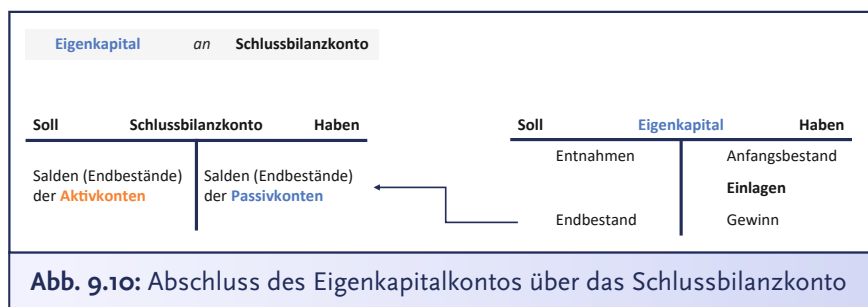 Eigenkapital an Schlussbilanzkonto
Soll Schlussbilanzkonto Haben
Salden (Endbestände)
der Aktivkonten
Salden (Endbestände)
der Passivkonten
Soll Eigenkapital Haben
Entnahmen Anfangsbestand
Einlagen
Endbestand Gewinn
Abb. 9.10: Abschluss des Eigenkapitalkontos über das Schlussbilanzkonto